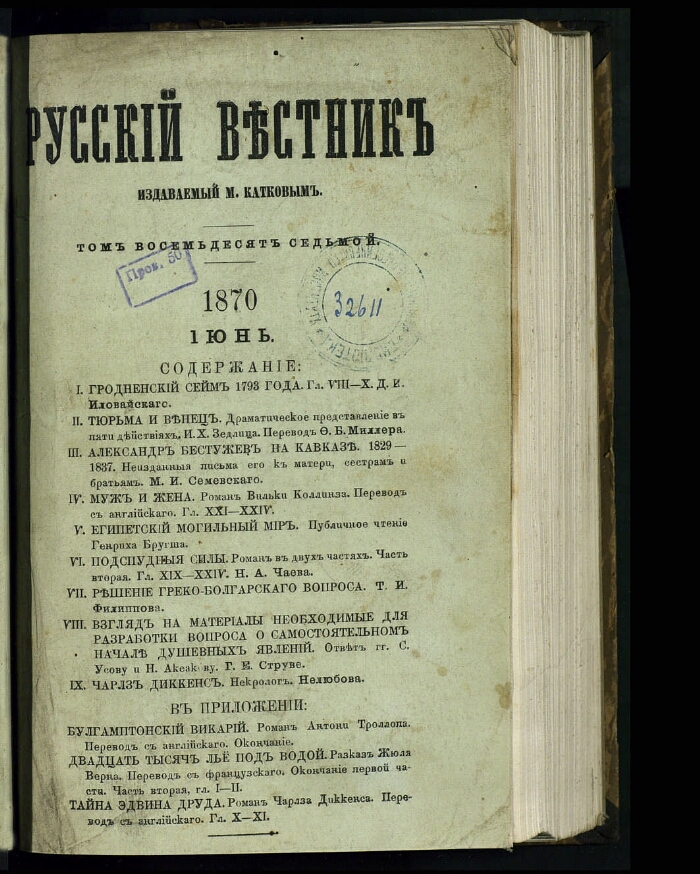 РУССКІЙ ВѢСТНИКЪ
ИЗДАВАЕМЫЙ М. КАТКОВЫМЪ.
ТОМЪ ВОСЕМЬДЕСЯТЪ СЕДЬМОЙ.
Пров. 50
1870
32611
ІЮНЬ.
СОДЕРЖАНІЕ:
I. ГРОДНЕНСКІЙ СЕЙМЪ 1793 ГОДА. Гл. VIII—X. Д. И.
Иловайскаго.
II. ТЮРЬМА И ВѢНЕЦЪ. Драматическое представленіе въ
пяти дѣйствіяхъ, И. Х. Зедлица. Переводъ Ѳ. Б. Миллера.
III. АЛЕКСАНДРЪ БЕСТУЖЕВЪ НА КАВКАЗѢ. 1829—
1837. Неизданныя письма его къ матери, сестрамъ и
братьямъ. М. И. Семевскаго.
IV. МУЖЪ И ЖЕНА. Романъ Вильки Коллинза. Переводъ
съ англійскаго. Гл. XXI—XXIV.
V. ЕГИПЕТСКІЙ МОГИЛЬНЫЙ МІРЪ. Публичное чтеніе
Генриха Бругша.
VI. ПОДСПУДНЫЯ СИЛЫ. Романъ въ двухъ частяхъ. Часть
вторая. Гл. XIX—XXIV. Н. А. Чаева.
VII. РѢШЕНІЕ ГРЕКО-БОЛГАРСКАГО ВОПРОСА. Т. И.
Филиппова.
VIII. ВЗГЛЯДЪ НА МАТЕРІАЛЫ НЕОБХОДИМЫЕ ДЛЯ
РАЗРАБОТКИ ВОПРОСА О САМОСТОЯТЕЛЬНОМЪ
НАЧАЛѢ ДУШЕВНЫХЪ ЯВЛЕНІЙ. Отвѣтъ гг. С.
Усову и Н. Аксакову. Г. Е. Струве.
IX. ЧАРЛЗЪ ДИККЕНСЪ. Некрологъ. Нелюбова.
ВЪ ПРИЛОЖЕНІИ:
БУЛГАМПТОНСКІЙ ВИКАРІЙ. Романъ Антони Троллопа.
Переводъ съ англійскаго. Окончаніе.
ДВАДЦАТЬ ТЫСЯЧЪ ЛЬЁ ПОДЪ ВОДОЙ. Разказъ Жюля
Верна. Переводъ съ французскаго. Окончаніе первой ча-
сти. Часть вторая, гл. I—II.
ТАЙНА ЭДВИНА ДРУДА. Романъ Чарлза Диккенса. Пере-
водъ съ англійскаго. Гл. X—XI.